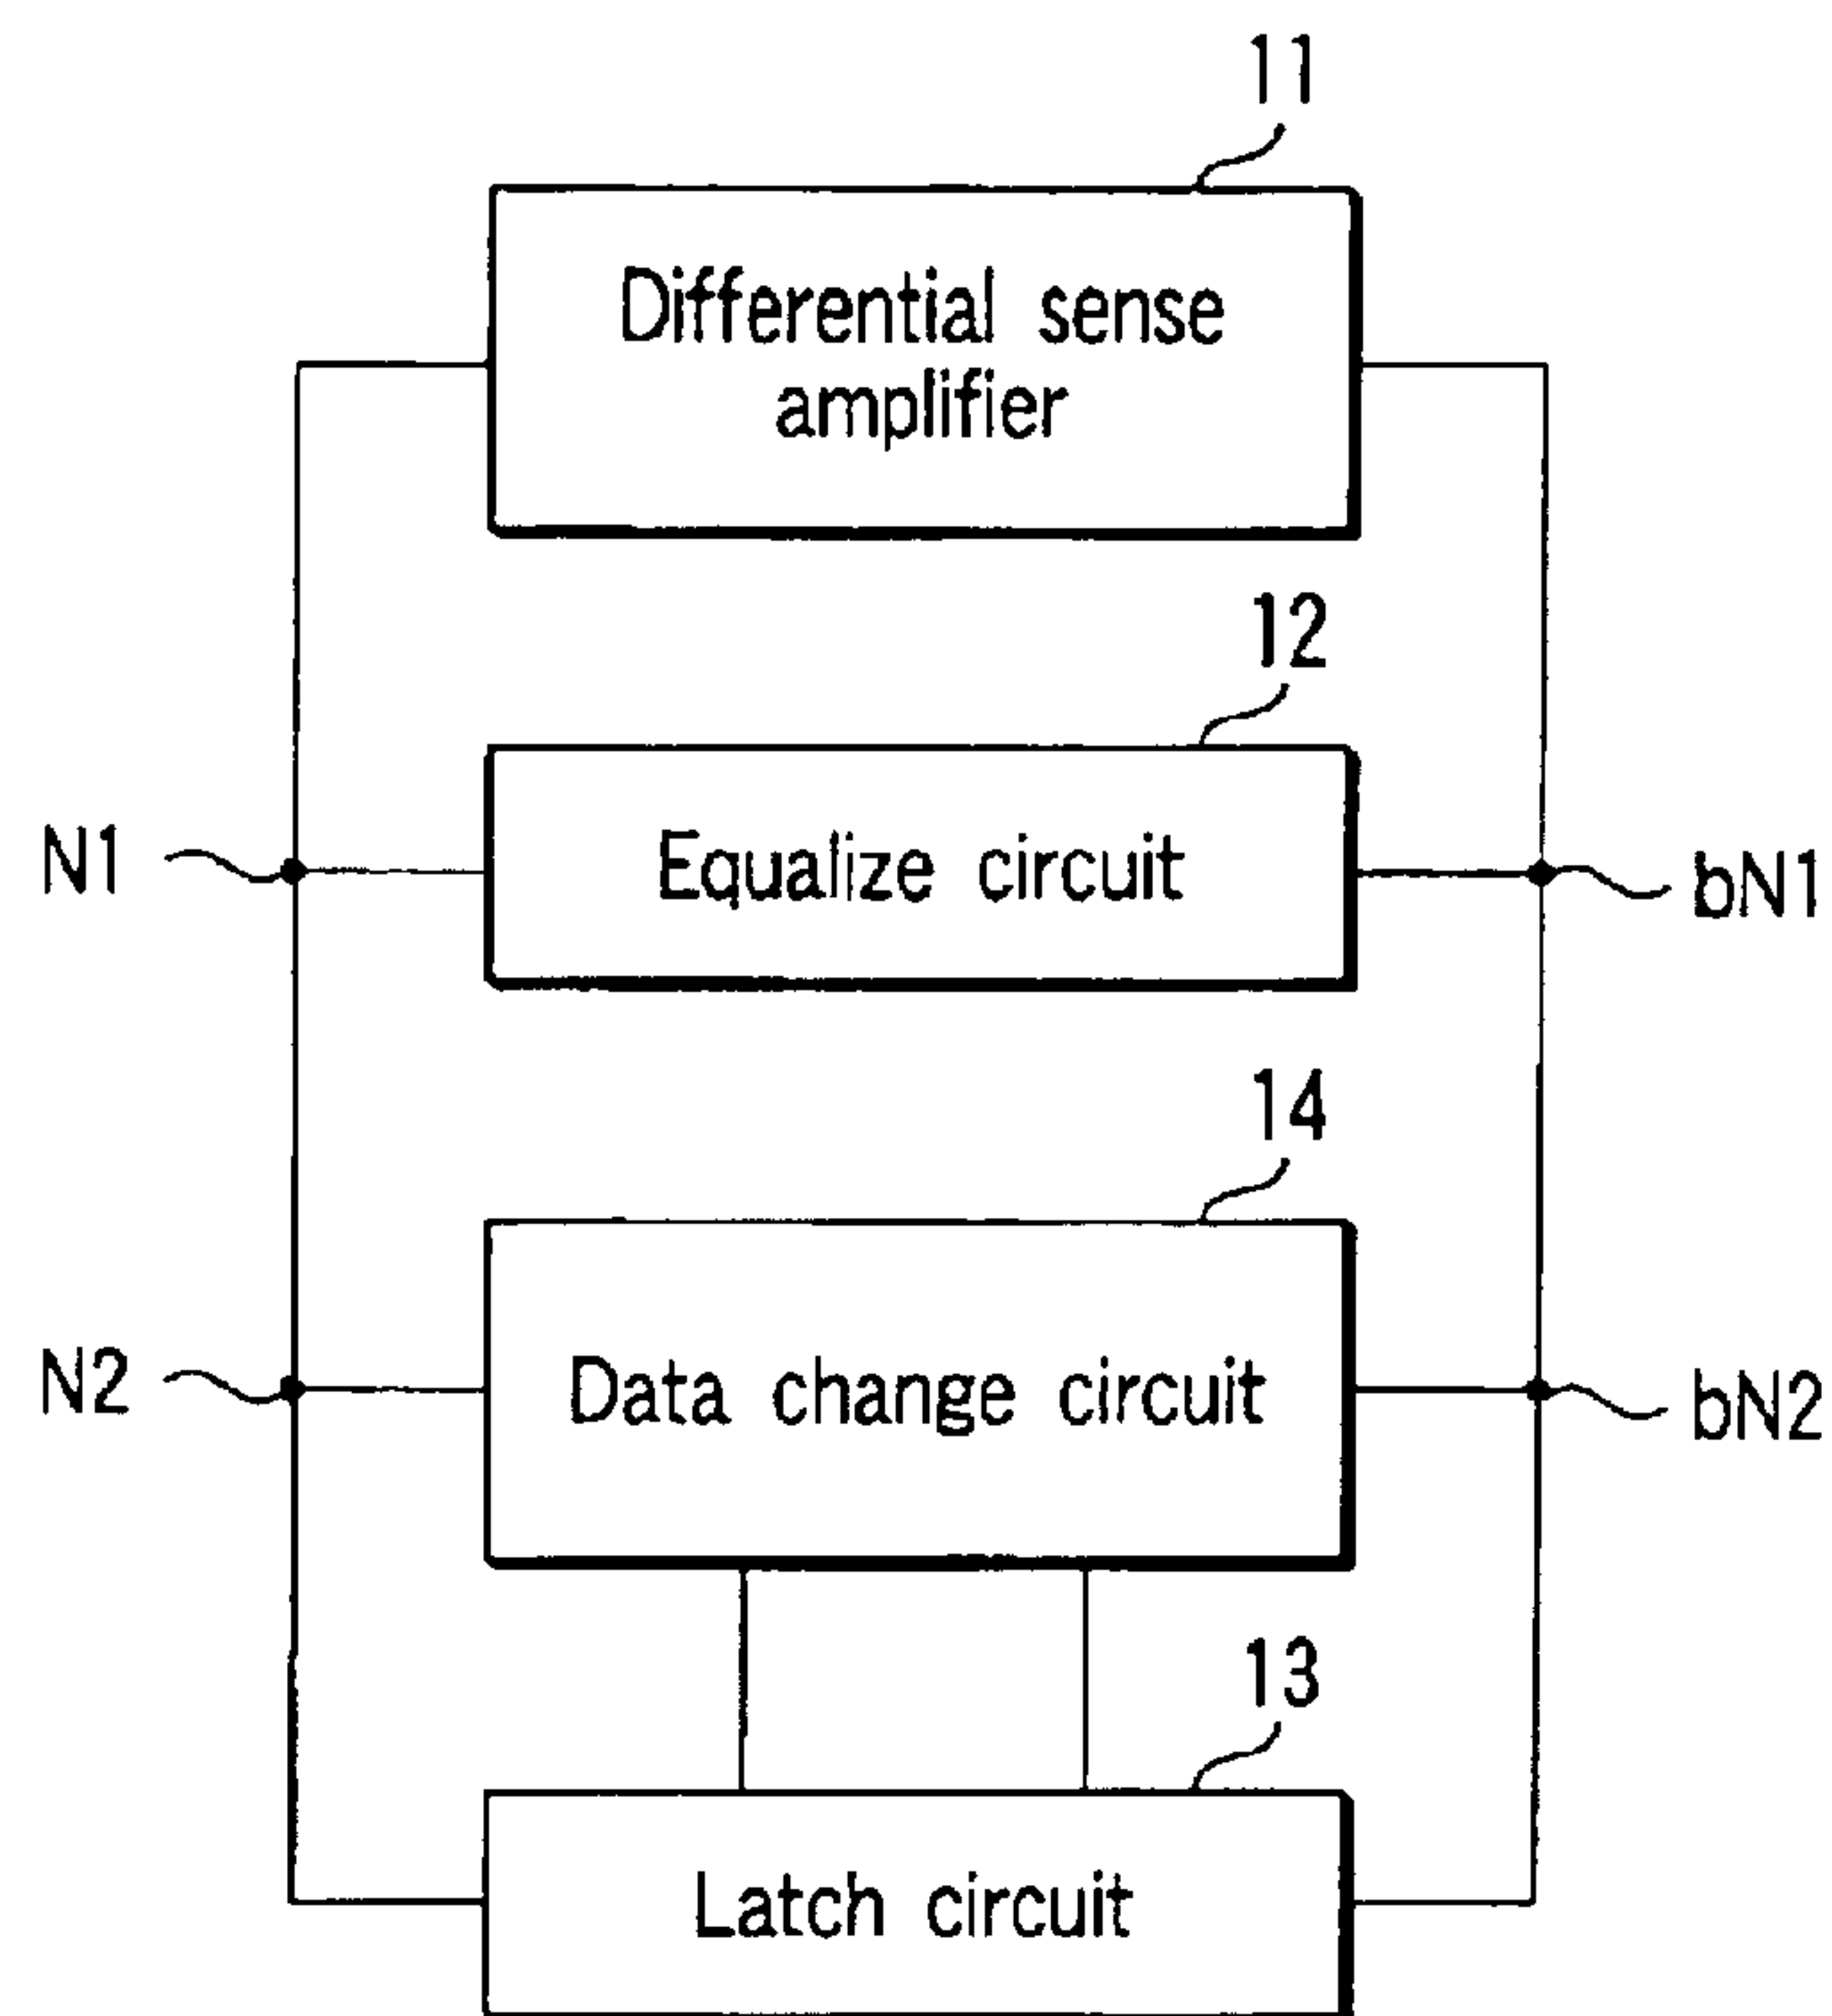 11
Differential sense
amplifier
12
N1
Equalize circuit
bN1
14
N2
Data change circuit
bN2
13
Latch circuit